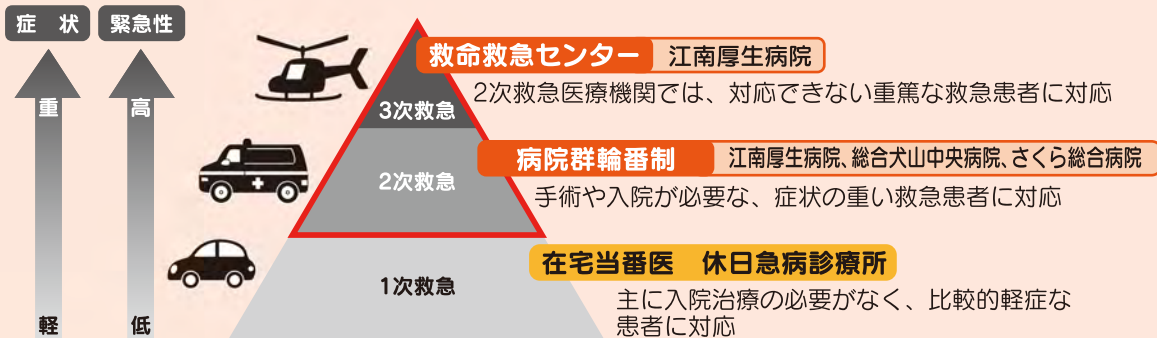 症　状
緊急性
重
高
軽
低
救命救急センター　江南厚生病院
2次救急医療機関では、対応できない重篤な救急患者に対応
3次救急
病院群輪番制　江南厚生病院、総合犬山中央病院、さくら総合病院
2次救急
手術や入院が必要な、症状の重い救急患者に対応
在宅当番医　休日急病診療所
1次救急
主に入院治療の必要がなく、比較的軽症な
患者に対応